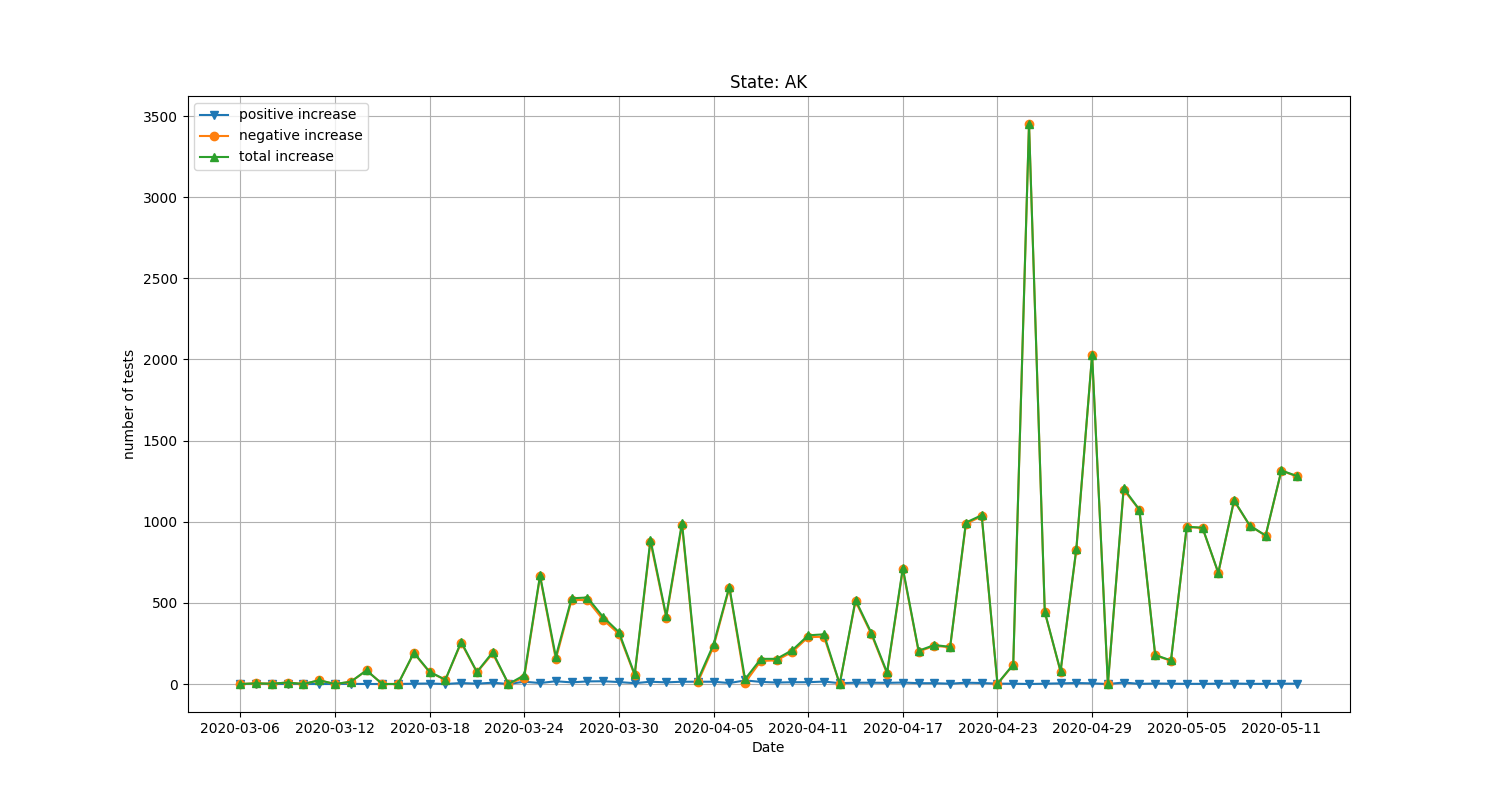 State: AK
positive increase
negative increase
total increase
3500
3000
2500
2000
1500
1000
500
0
number of tests
2020-03-06 2020-03-12 2020-03-18 2020-03-24 2020-03-30 2020-04-05 2020-04-11 2020-04-17 2020-04-23 2020-04-29 2020-05-05 2020-05-11
Date